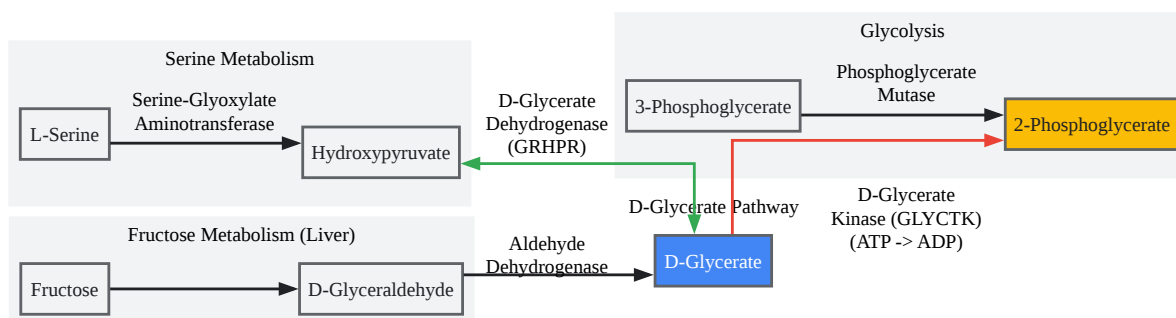 Glycolysis
Serine Metabolism
Serine-Glyoxylate
Aminotransferase
L-Serine
Hydroxypyruvate
D-Glycerate
Dehydrogenase
(GRHPR)
3-Phosphoglycerate
Phosphoglycerate
Mutase
2-Phosphoglycerate
D-Glycerate Pathway
D-Glycerate
Kinase (GLYCTK)
(ATP -> ADP)
Fructose Metabolism (Liver)
Fructose
D-Glyceraldehyde
Aldehyde
Dehydrogenase
D-Glycerate